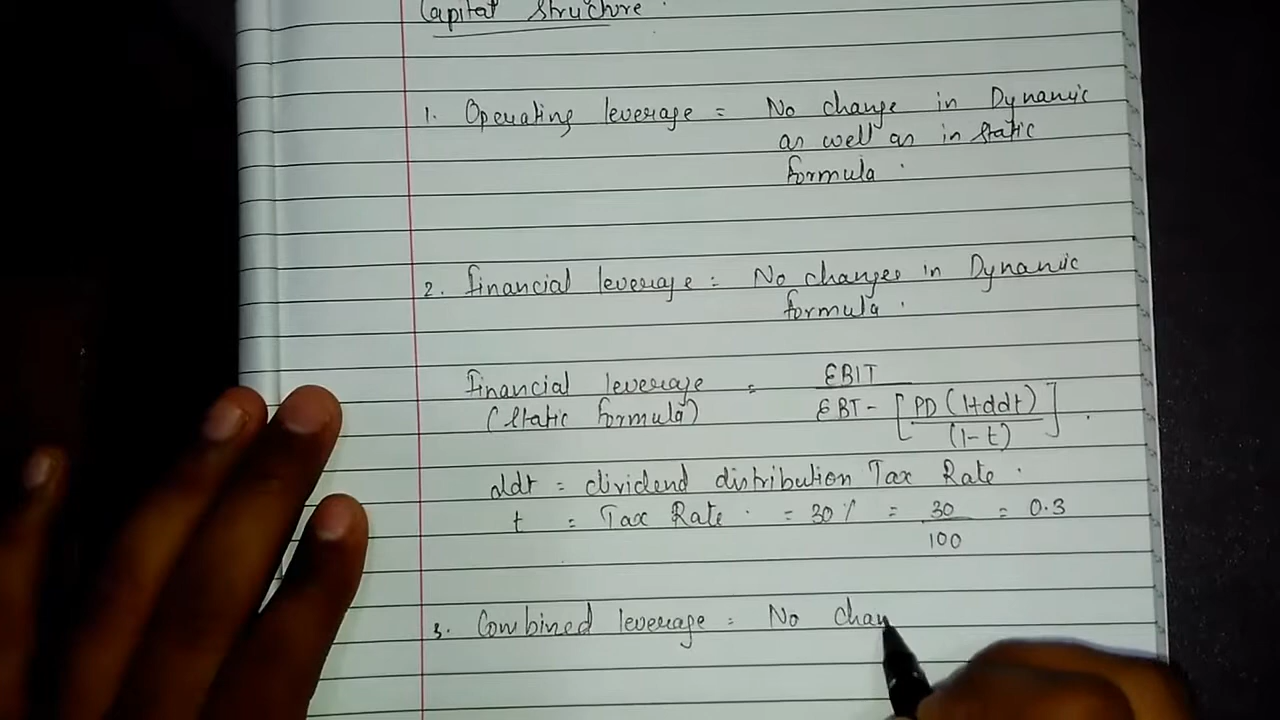 Capital Structure.
1. Operating leverage = No change in Dynamic
as well as in static
formula.
2. financial leverage = No changes in Dynamic
formula.
financial leverage = EBIT
(Static formula) EBT - [PD (1+ddt)
(1-t)].
ddt = dividend distribution Tax Rate.
t = Tax Rate. = 30% = 30 = 0.3
100
3. Combined leverage = No Chan